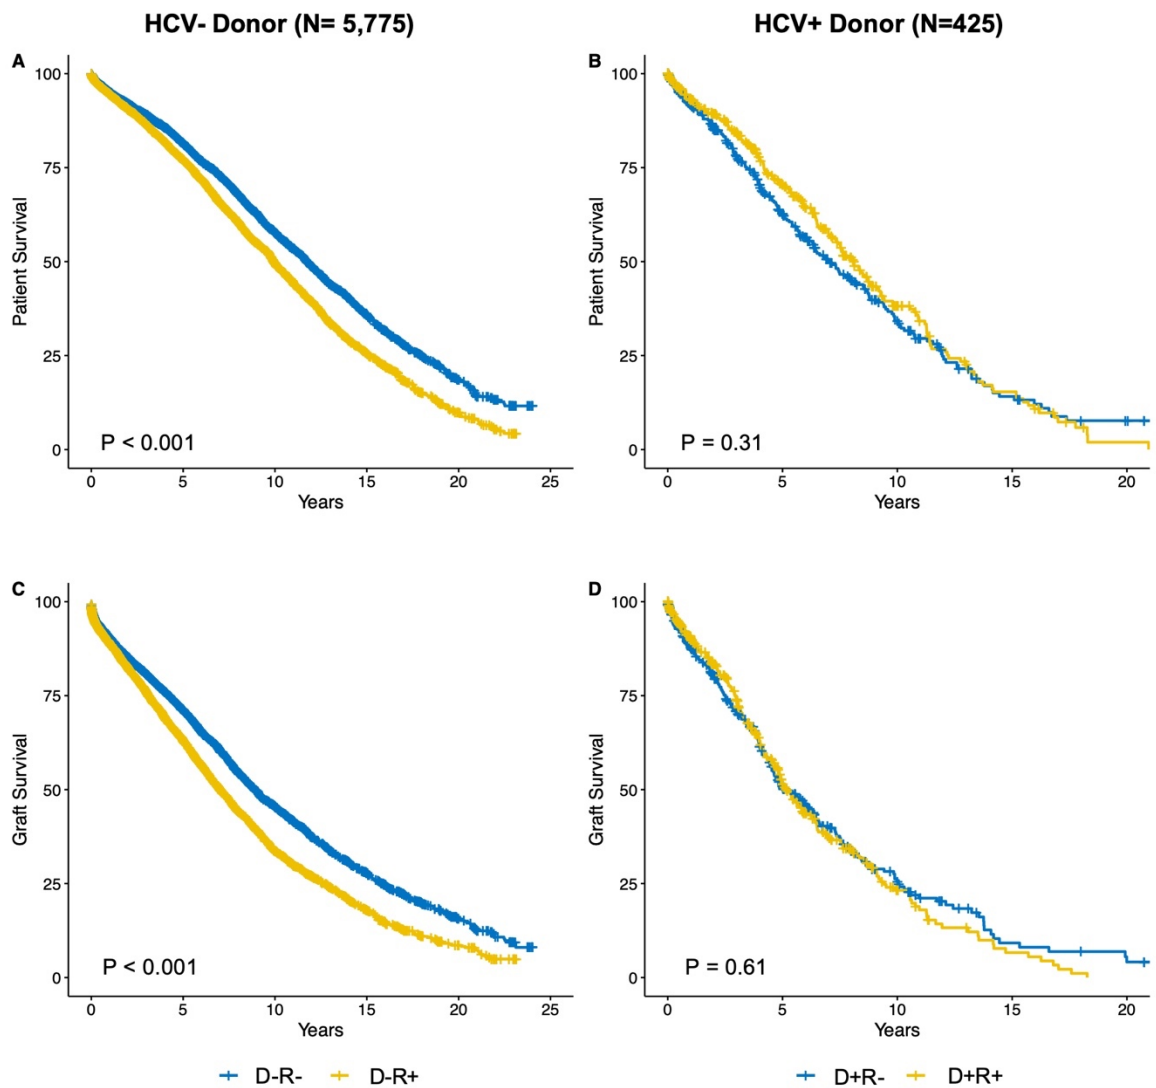 HCV- Donor (N= 5,775)
HCV+ Donor (N=425)
A
100
75
50
25
0
Patient Survival
P < 0.001
0 5 10 15 20 25
Years
B
100
75
50
25
0
Patient Survival
P = 0.31
0 5 10 15 20
Years
C
100
75
50
25
0
Graft Survival
P < 0.001
0 5 10 15 20 25
Years
D
100
75
50
25
0
Graft Survival
P = 0.61
0 5 10 15 20
Years
D-R- D-R+
D+R- D+R+